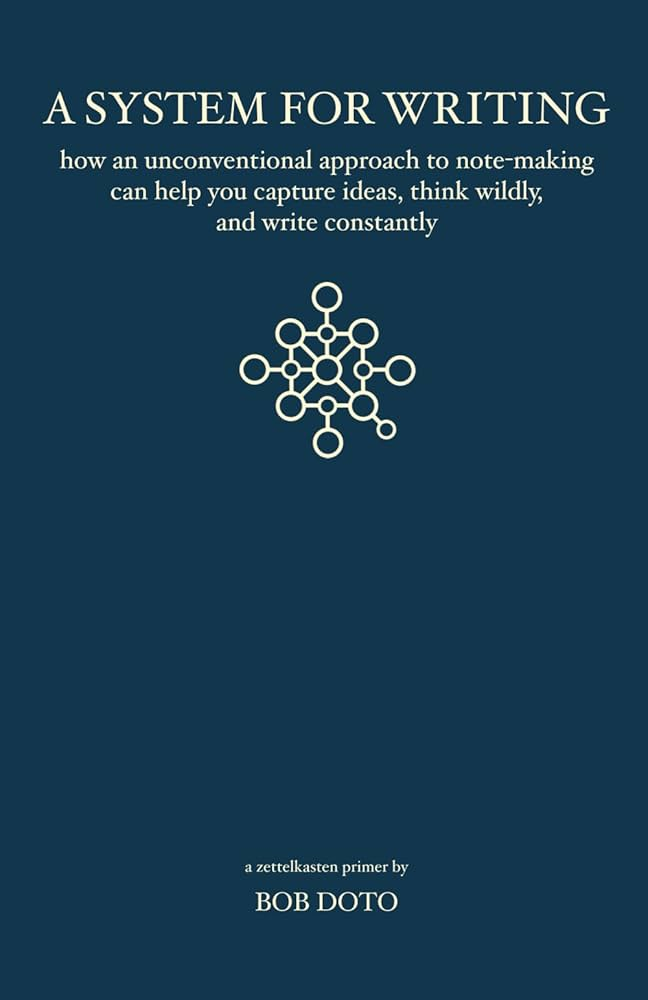 A SYSTEM FOR WRITING
how an unconventional approach to note-making
can help you capture ideas, think wildly,
and write constantly
a zettelkasten primer by
BOB DOTO